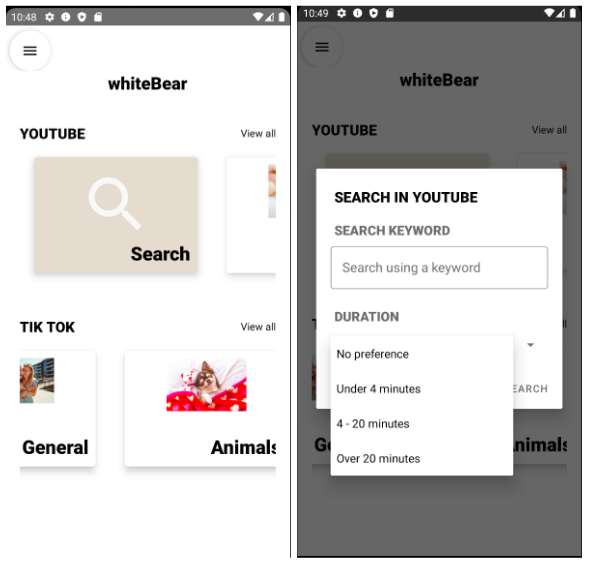 10:48
whiteBear
YOUTUBE
View all
Search
TIK TOK
View all
General
Animals
10:49
whiteBear
YOUTUBE
View all
SEARCH IN YOUTUBE
SEARCH KEYWORD
Search using a keyword
DURATION
No preference
Under 4 minutes
EARCH
4 - 20 minutes
Over 20 minutes
Ge
nimals